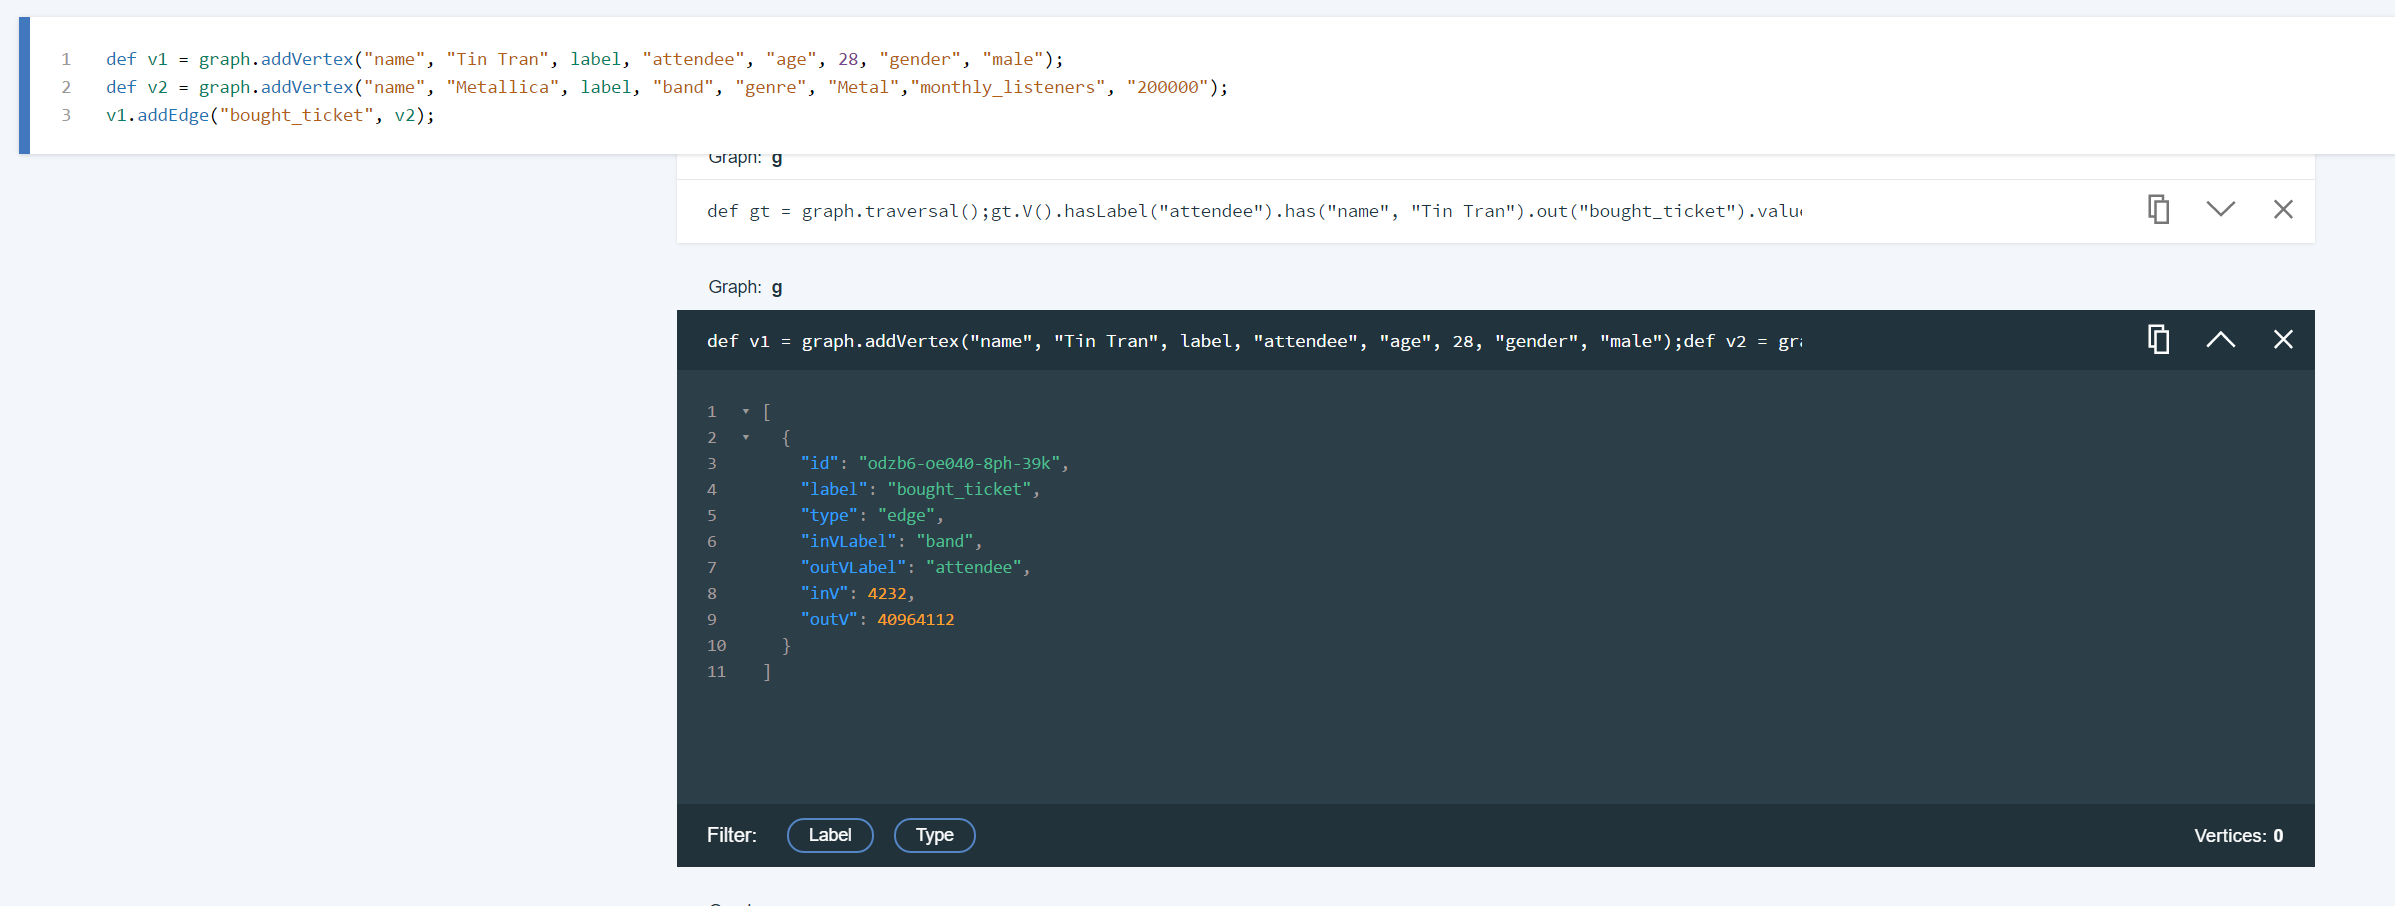 1 def v1 = graph.addVertex("name", "Tin Tran", label, "attendee", "age", 28, "gender", "male");
2 def v2 = graph.addVertex("name", "Metallica", label, "band", "genre", "Metal","monthly_listeners", "200000");
3 v1.addEdge("bought_ticket", v2);
Graph: g
def gt = graph.traversal();gt.V().hasLabel("attendee").has("name", "Tin Tran").out("bought_ticket").valu
Graph: g
def v1 = graph.addVertex("name", "Tin Tran", label, "attendee", "age", 28, "gender", "male");def v2 = gra
1 [
2 {
3 "id": "odzb6-oe040-8ph-39k",
4 "label": "bought_ticket",
5 "type": "edge",
6 "inVLabel": "band",
7 "outVLabel": "attendee",
8 "inV": 4232,
9 "outV": 40964112
10 }
11 ]
Filter: Label Type Vertices: 0